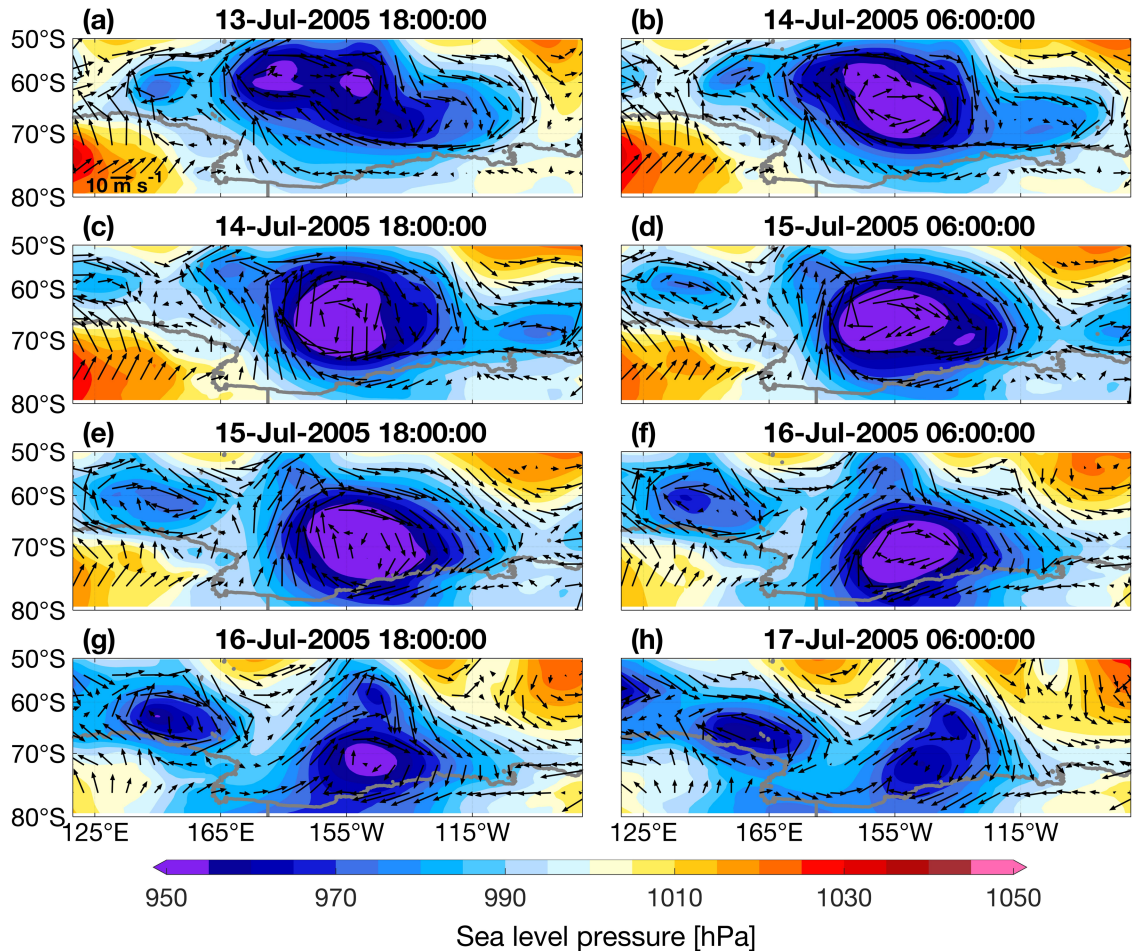 (a) 13-Jul-2005 18:00:00
(b) 14-Jul-2005 06:00:00
50°S
60°S
70°S
80°S
10 m s⁻¹
(c) 14-Jul-2005 18:00:00
(d) 15-Jul-2005 06:00:00
50°S
60°S
70°S
80°S
(e) 15-Jul-2005 18:00:00
(f) 16-Jul-2005 06:00:00
50°S
60°S
70°S
80°S
(g) 16-Jul-2005 18:00:00
(h) 17-Jul-2005 06:00:00
50°S
60°S
70°S
80°S
125°E 165°E 155°W 115°W
125°E 165°E 155°W 115°W
950 970 990 1010 1030 1050
Sea level pressure [hPa]